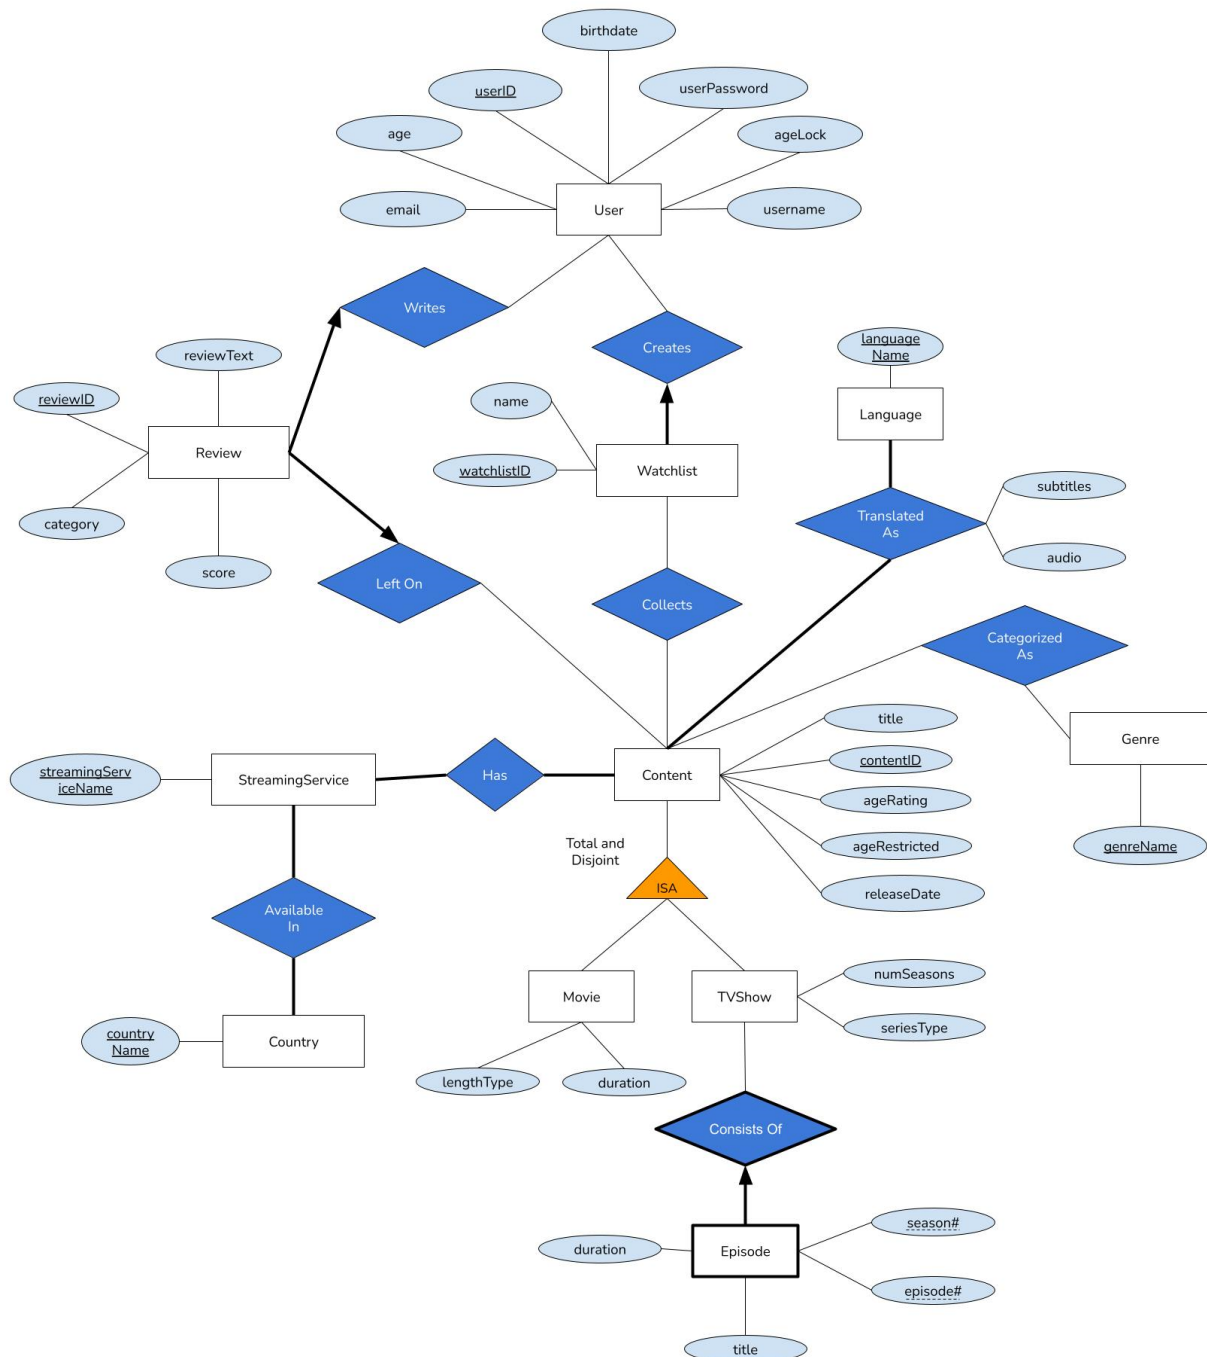 birthdate
userID
userPassword
age
ageLock
email
User
username
Writes
Creates
language
Name
reviewText
reviewID
name
Language
Review
Watchlist
watchlistID
subtitles
category
Translated
As
audio
score
Left On
Collects
Categorized
As
title
Genre
streamingServ
iceName
StreamingService
Has
Content
contentID
ageRating
Total and
Disjoint
ageRestricted
genreName
ISA
releaseDate
Available
In
Movie
TVShow
numSeasons
seriesType
country
Name
Country
lengthType
duration
Consists Of
season#
duration
Episode
episode#
title